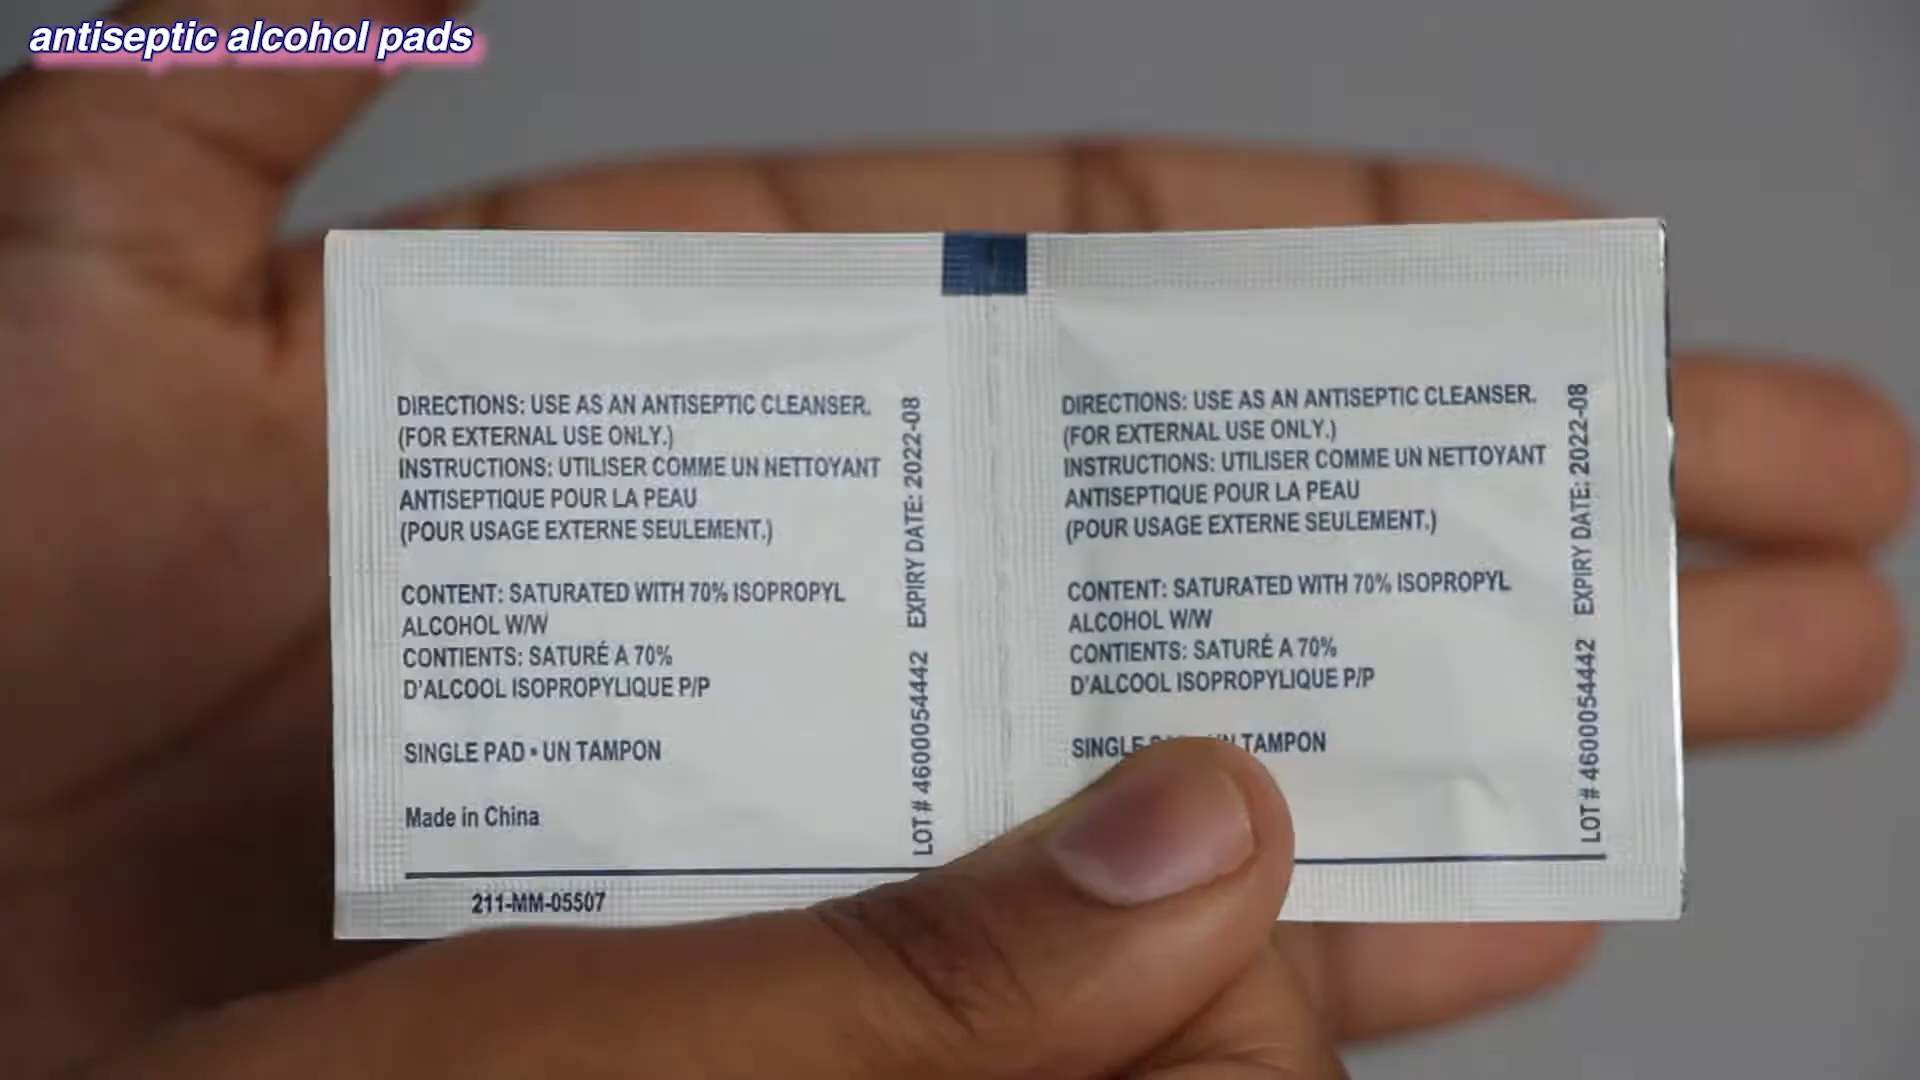 antiseptic alcohol pads
DIRECTIONS: USE AS AN ANTISEPTIC CLEANSER.
(FOR EXTERNAL USE ONLY.)
INSTRUCTIONS: UTILISER COMME UN NETTOYANT
ANTISEPTIQUE POUR LA PEAU
(POUR USAGE EXTERNE SEULEMENT.)
CONTENT: SATURATED WITH 70% ISOPROPYL
ALCOHOL W/W
CONTIENTS: SATURÉ A 70%
D'ALCOOL ISOPROPYLIQUE P/P
SINGLE PAD • UN TAMPON
Made in China
211-MM-05507
LOT # 4600054442 EXPIRY DATE: 2022-08
DIRECTIONS: USE AS AN ANTISEPTIC CLEANSER.
(FOR EXTERNAL USE ONLY.)
INSTRUCTIONS: UTILISER COMME UN NETTOYANT
ANTISEPTIQUE POUR LA PEAU
(POUR USAGE EXTERNE SEULEMENT.)
CONTENT: SATURATED WITH 70% ISOPROPYL
ALCOHOL W/W
CONTIENTS: SATURÉ A 70%
D'ALCOOL ISOPROPYLIQUE P/P
SINGLE TAMPON
LOT # 4600054442 EXPIRY DATE: 2022-08